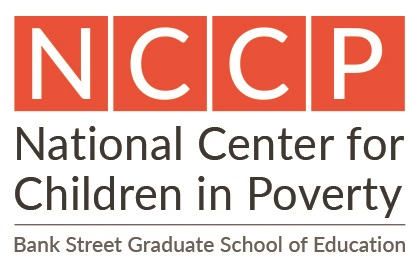 NCCP
National Center for
Children in Poverty
Bank Street Graduate School of Education